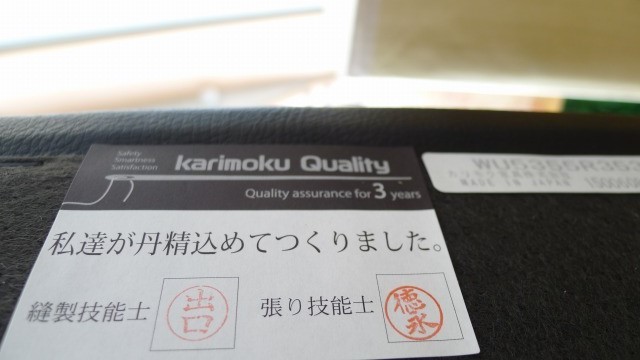 Safety
Smartness
Satisfaction
karimoku Quality
Quality assurance for 3 years
私達が丹精込めてつくりました。
縫製技能士 出口
張り技能士 徳永
MADE IN JAPAN